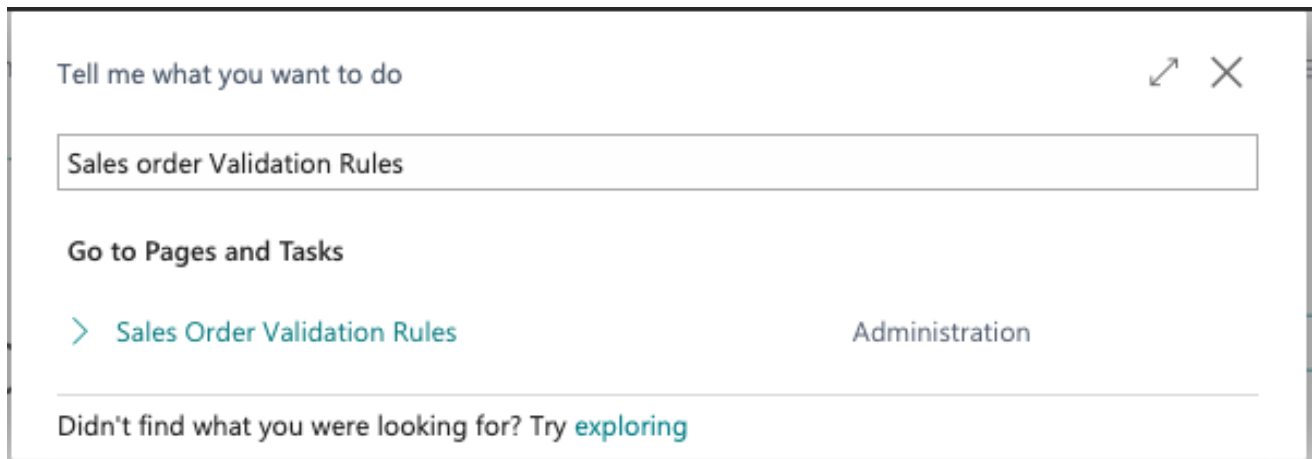 Tell me what you want to do
Sales order Validation Rules
Go to Pages and Tasks
Sales Order Validation Rules Administration
Didn't find what you were looking for? Try exploring